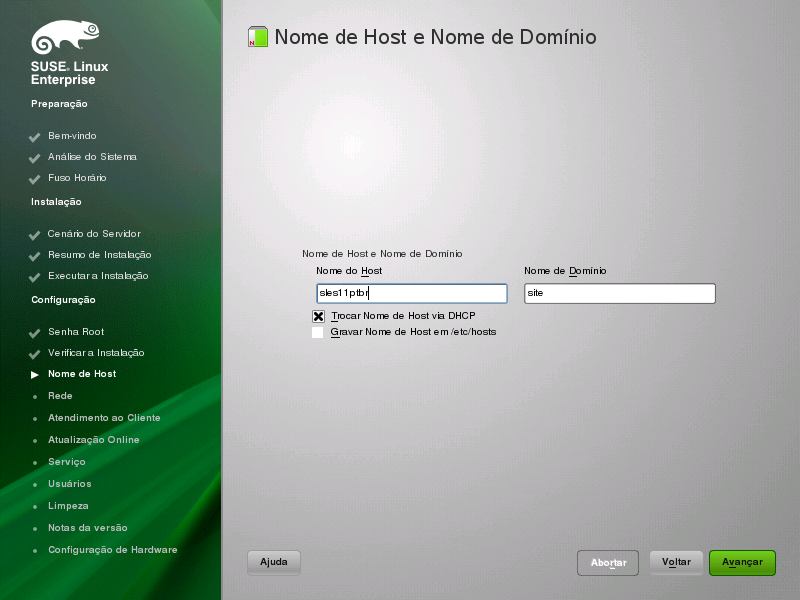 SUSE® Linux
Enterprise
Preparação
Bem-vindo
Análise do Sistema
Fuso Horário
Instalação
Cenário do Servidor
Resumo de Instalação
Executar a Instalação
Configuração
Senha Root
Verificar a Instalação
Nome de Host
Rede
Atendimento ao Cliente
Atualização Online
Serviço
Usuários
Limpeza
Notas da versão
Configuração de Hardware
Nome de Host e Nome de Domínio
Nome de Host e Nome de Domínio
Nome do Host
Nome de Domínio
sles11ptbr
site
Trocar Nome de Host via DHCP
Gravar Nome de Host em /etc/hosts
Ajuda
Abortar
Voltar
Avançar